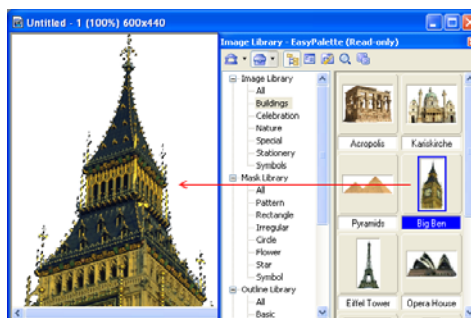 Untitled - 1 (100%) 600x440
Image Library - EasyPalette (Read-only)
Image Library
All
Buildings
Celebration
Nature
Special
Stationery
Symbols
Mask Library
All
Pattern
Rectangle
Irregular
Circle
Flower
Star
Symbol
Outline Library
All
Basic
Acropolis
Karlskirche
Pyramids
Big Ben
Eiffel Tower
Opera House